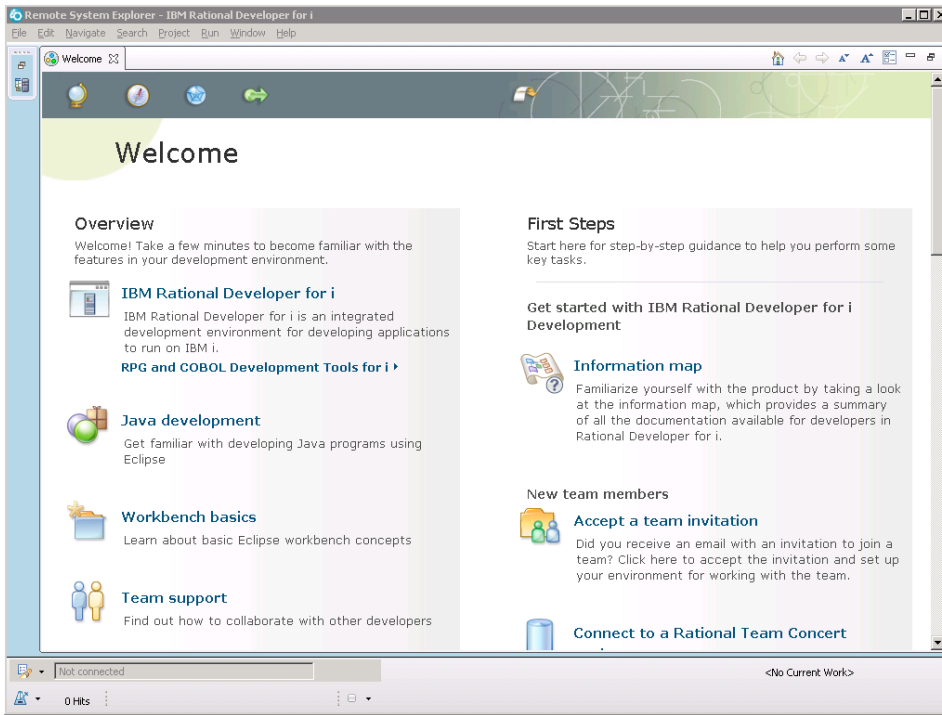 Remote System Explorer - IBM Rational Developer for i
File Edit Navigate Search Project Run Window Help
Welcome
Welcome
Overview
Welcome! Take a few minutes to become familiar with the
features in your development environment.
IBM Rational Developer for i
IBM Rational Developer for i is an integrated
development environment for developing applications
to run on IBM i.
RPG and COBOL Development Tools for i
Java development
Get familiar with developing Java programs using
Eclipse
Workbench basics
Learn about basic Eclipse workbench concepts
Team support
Find out how to collaborate with other developers
First Steps
Start here for step-by-step guidance to help you perform some
key tasks.
Get started with IBM Rational Developer for i
Development
Information map
Familiarize yourself with the product by taking a look
at the information map, which provides a summary
of all the documentation available for developers in
Rational Developer for i.
New team members
Accept a team invitation
Did you receive an email with an invitation to join a
team? Click here to accept the invitation and set up
your environment for working with the team.
Connect to a Rational Team Concert
Not connected
<No Current Work>
0 Hits